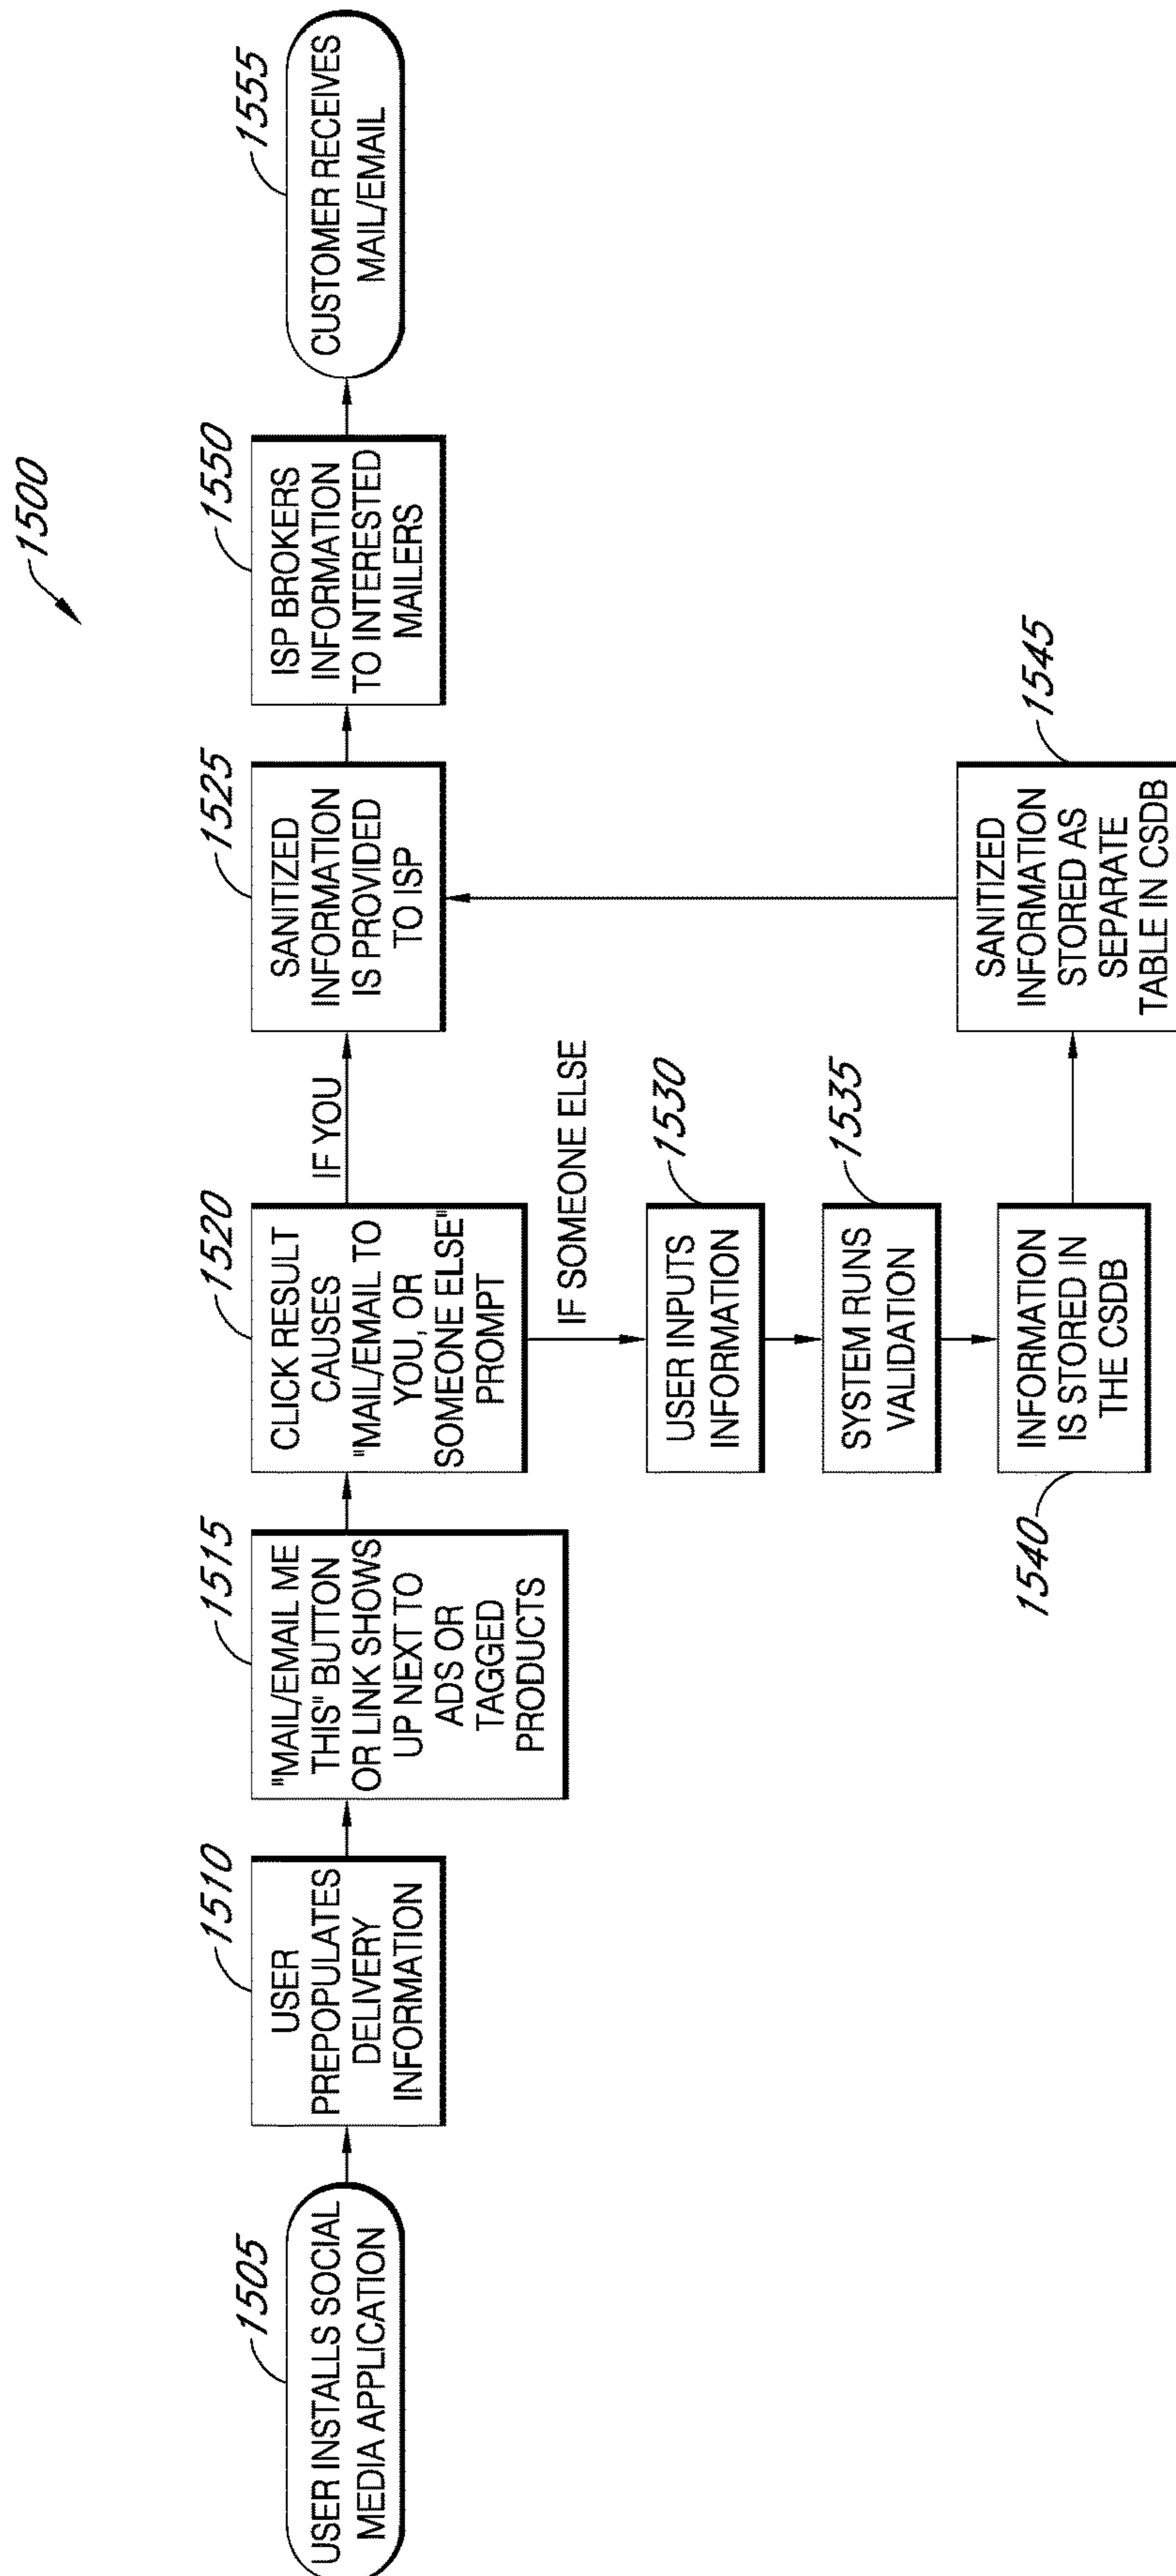 1500
1505
USER INSTALLS SOCIAL
MEDIA APPLICATION
1510
USER
PREPOPULATES
DELIVERY
INFORMATION
1515
"MAIL/EMAIL ME
THIS" BUTTON
OR LINK SHOWS
UP NEXT TO
ADS OR
TAGGED
PRODUCTS
1520
CLICK RESULT
CAUSES
"MAIL/EMAIL TO
YOU, OR
SOMEONE ELSE"
PROMPT
IF YOU
1525
SANITIZED
INFORMATION
IS PROVIDED
TO ISP
1550
ISP BROKERS
INFORMATION
TO INTERESTED
MAILERS
1555
CUSTOMER RECEIVES
MAIL/EMAIL
IF SOMEONE ELSE
1530
USER INPUTS
INFORMATION
1535
SYSTEM RUNS
VALIDATION
1540
INFORMATION
IS STORED IN
THE CSDB
1545
SANITIZED
INFORMATION
STORED AS
SEPARATE
TABLE IN CSDB